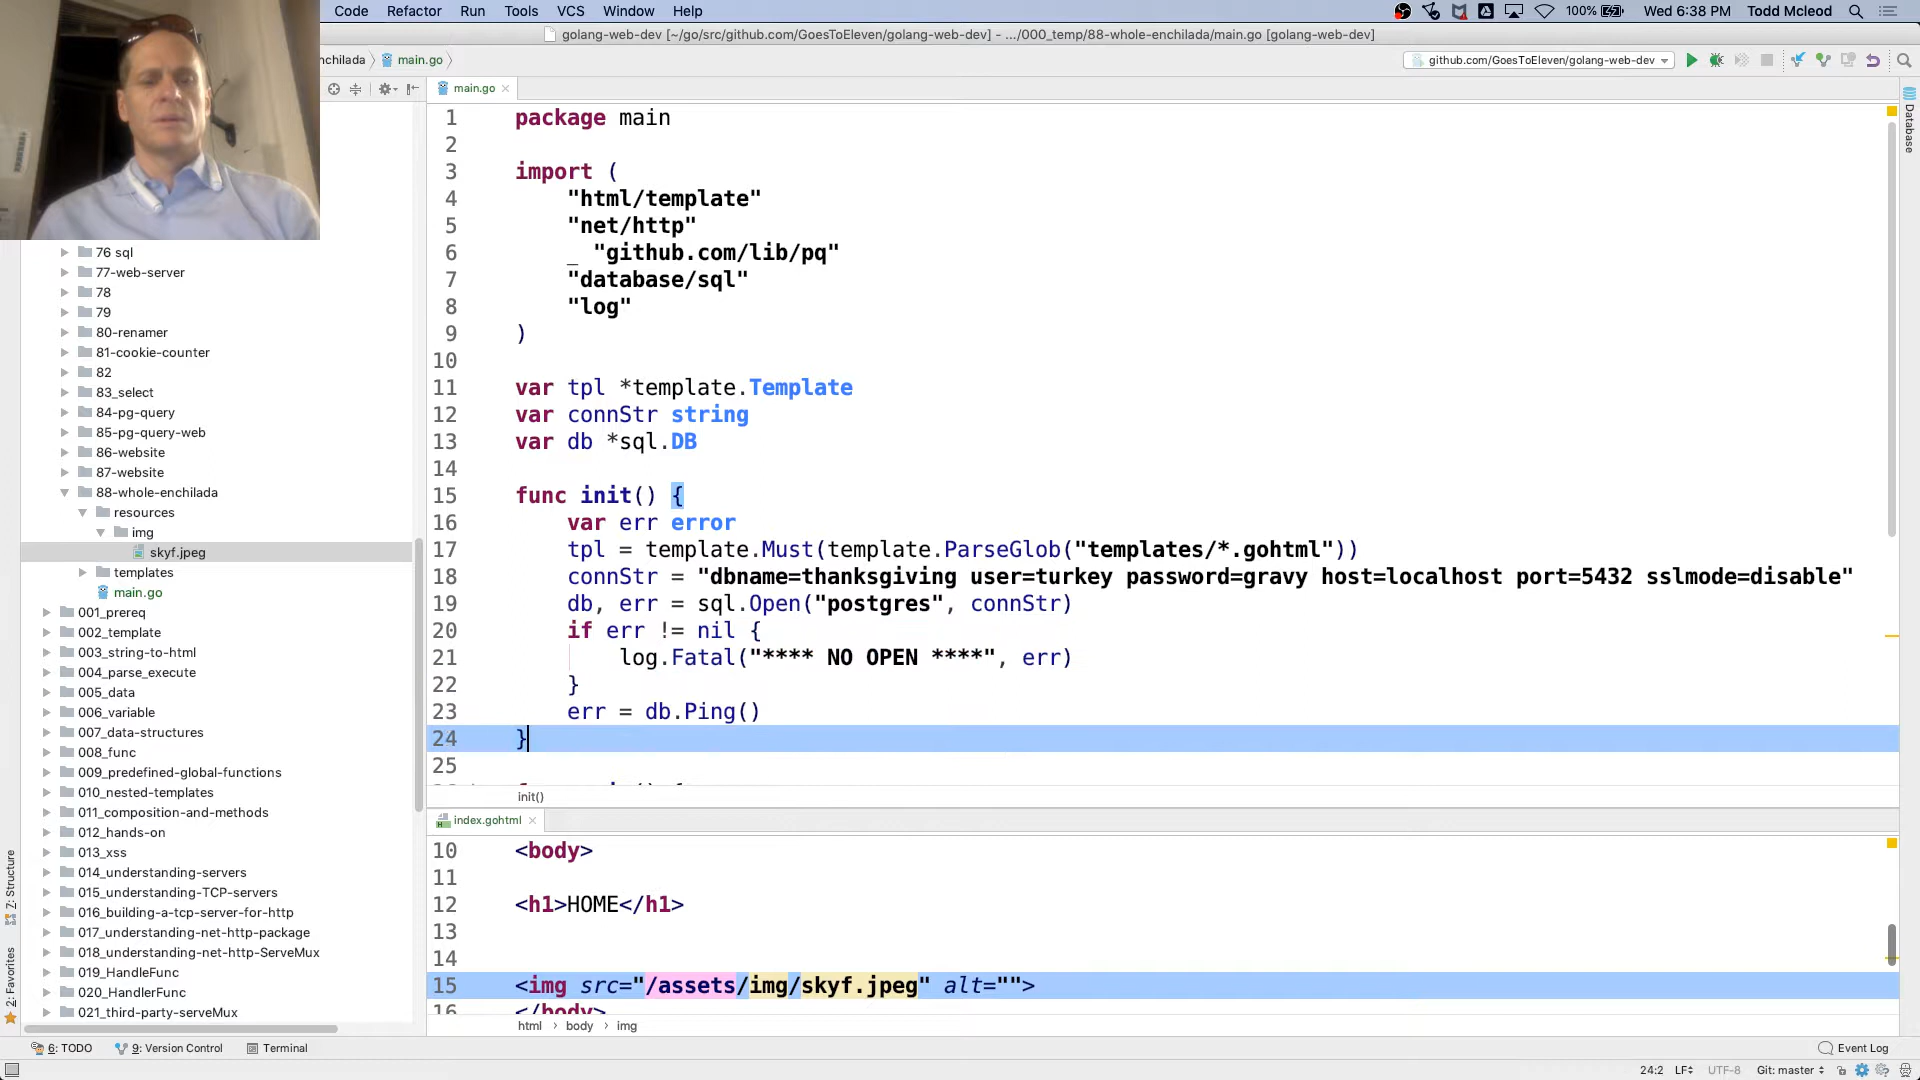 Code Refactor Run Tools VCS Window Help 100% Wed 6:38 PM Todd Mcleod
golang-web-dev [~/go/src/github.com/GoesToEleven/golang-web-dev] - .../000_temp/88-whole-enchilada/main.go [golang-web-dev]
nchilada main.go github.com/GoesToEleven/golang-web-dev
main.go
Database
76 sql
77-web-server
78
79
80-renamer
81-cookie-counter
82
83_select
84-pg-query
85-pg-query-web
86-website
87-website
88-whole-enchilada
resources
img
skyf.jpeg
templates
main.go
001_prereq
002_template
003_string-to-html
004_parse_execute
005_data
006_variable
007_data-structures
008_func
009_predefined-global-functions
010_nested-templates
011_composition-and-methods
012_hands-on
013_xss
014_understanding-servers
015_understanding-TCP-servers
016_building-a-tcp-server-for-http
017_understanding-net-http-package
018_understanding-net-http-ServeMux
019_HandleFunc
020_HandlerFunc
021_third-party-serveMux
7: Structure
2: Favorites
1 package main
2
3 import (
4 "html/template"
5 "net/http"
6 _ "github.com/lib/pq"
7 "database/sql"
8 "log"
9 )
10
11 var tpl *template.Template
12 var connStr string
13 var db *sql.DB
14
15 func init() {
16 var err error
17 tpl = template.Must(template.ParseGlob("templates/*.gohtml"))
18 connStr = "dbname=thanksgiving user=turkey password=gravy host=localhost port=5432 sslmode=disable"
19 db, err = sql.Open("postgres", connStr)
20 if err != nil {
21 log.Fatal("**** NO OPEN ****", err)
22 }
23 err = db.Ping()
24 }
25
init()
index.gohtml
10 <body>
11
12 <h1>HOME</h1>
13
14
15 <img src="/assets/img/skyf.jpeg" alt="">
16 </body>
html body img
6: TODO 9: Version Control Terminal Event Log
24:2 LF UTF-8 Git: master